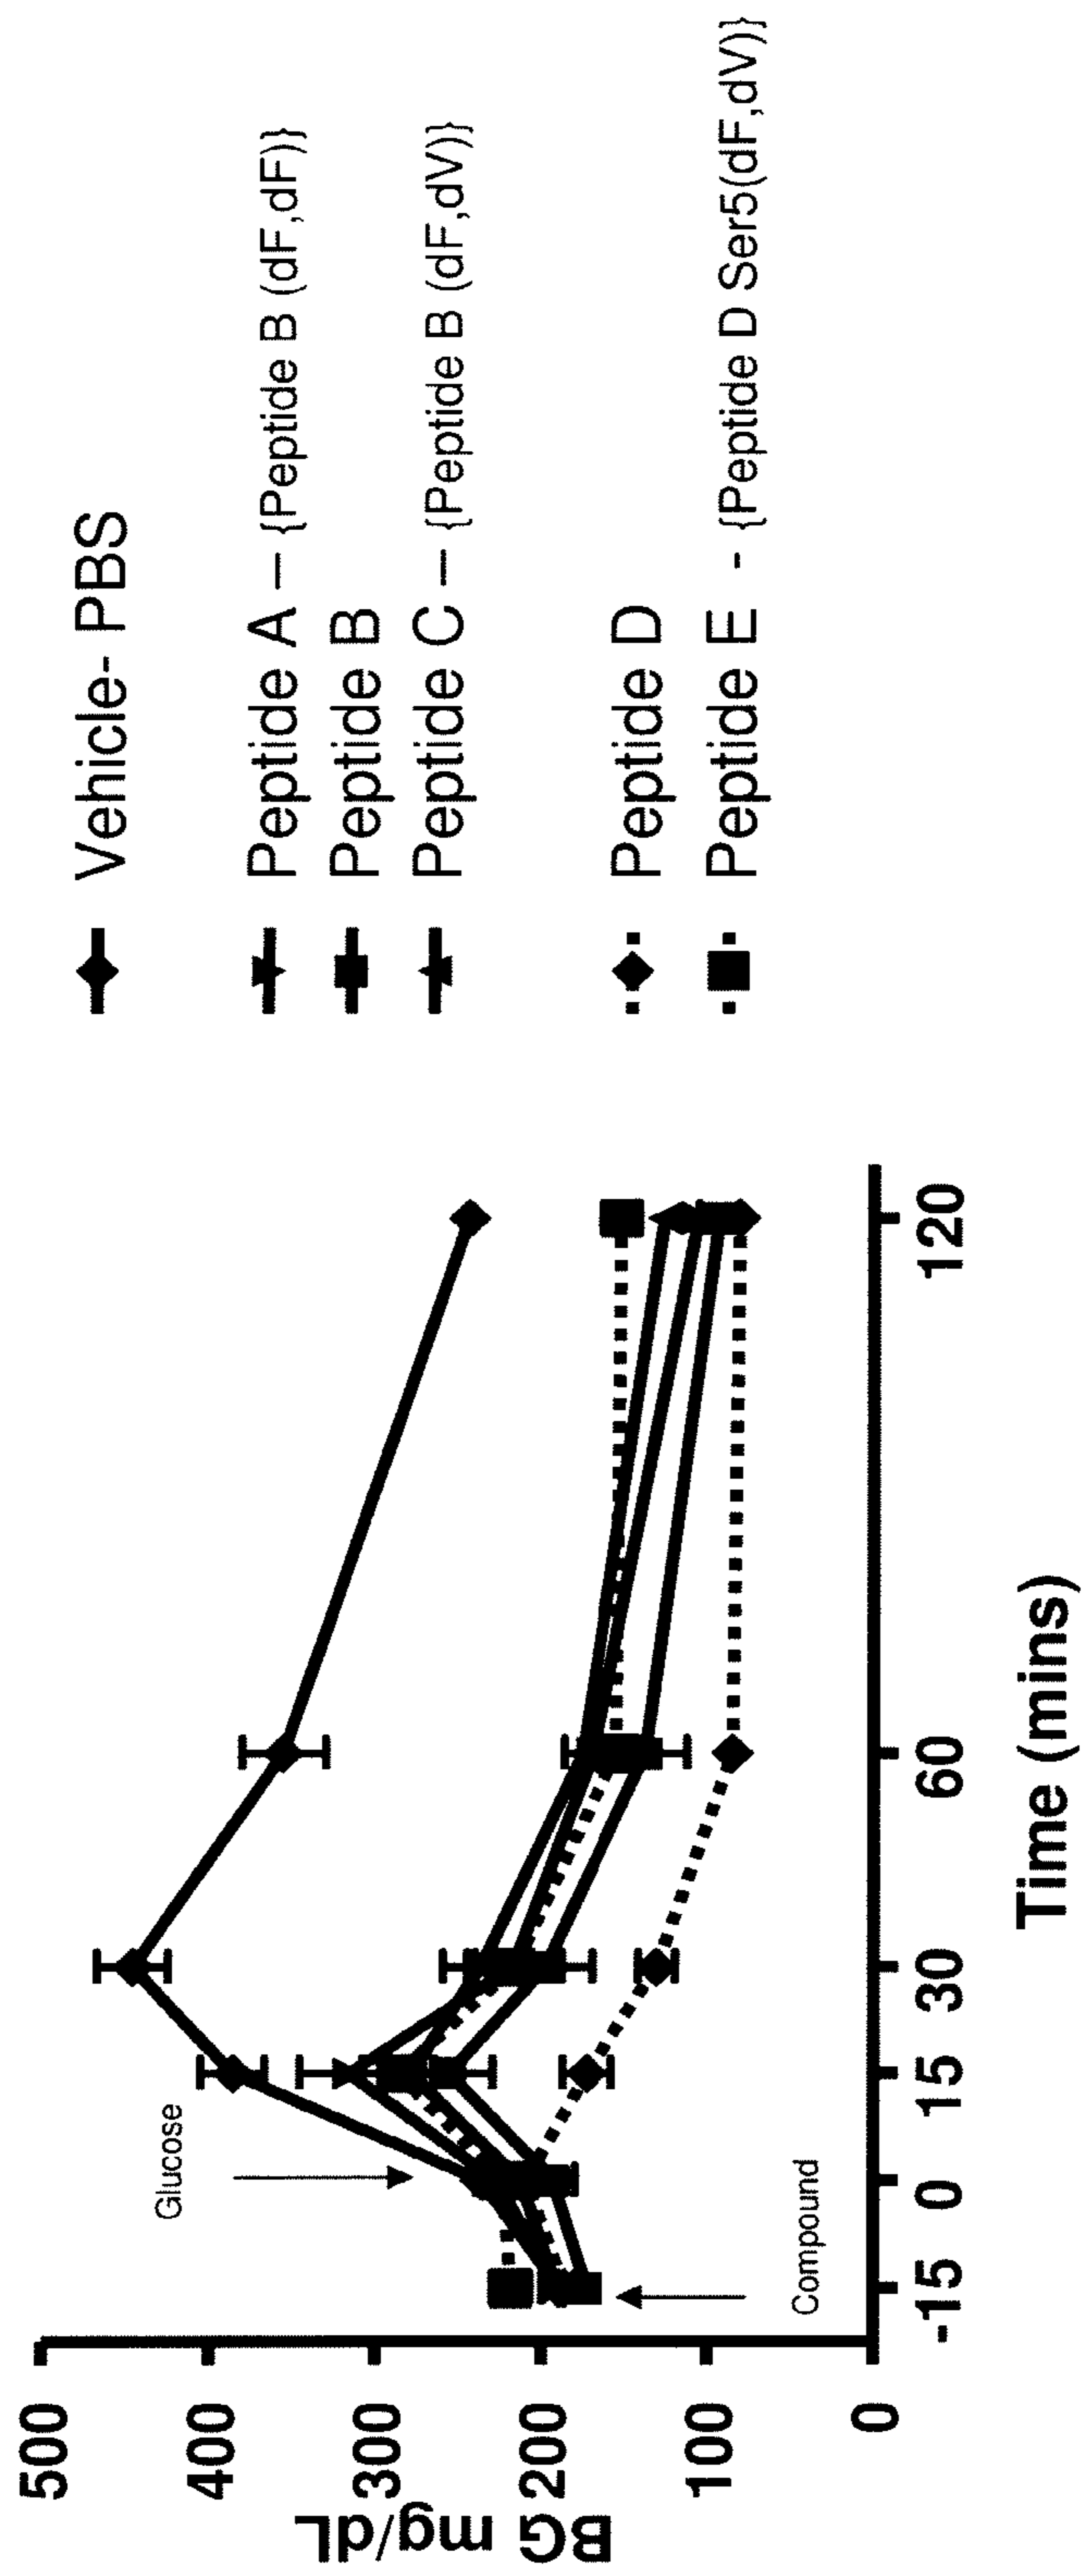 500
400
300
200
100
0
BG mg/dL
-15
0
15
30
60
120
Time (mins)
Glucose
Compound
Vehicle- PBS
Peptide A – {Peptide B (dF,dF)}
Peptide B
Peptide C – {Peptide B (dF,dV)}
Peptide D
Peptide E - {Peptide D Ser5(dF,dV)}